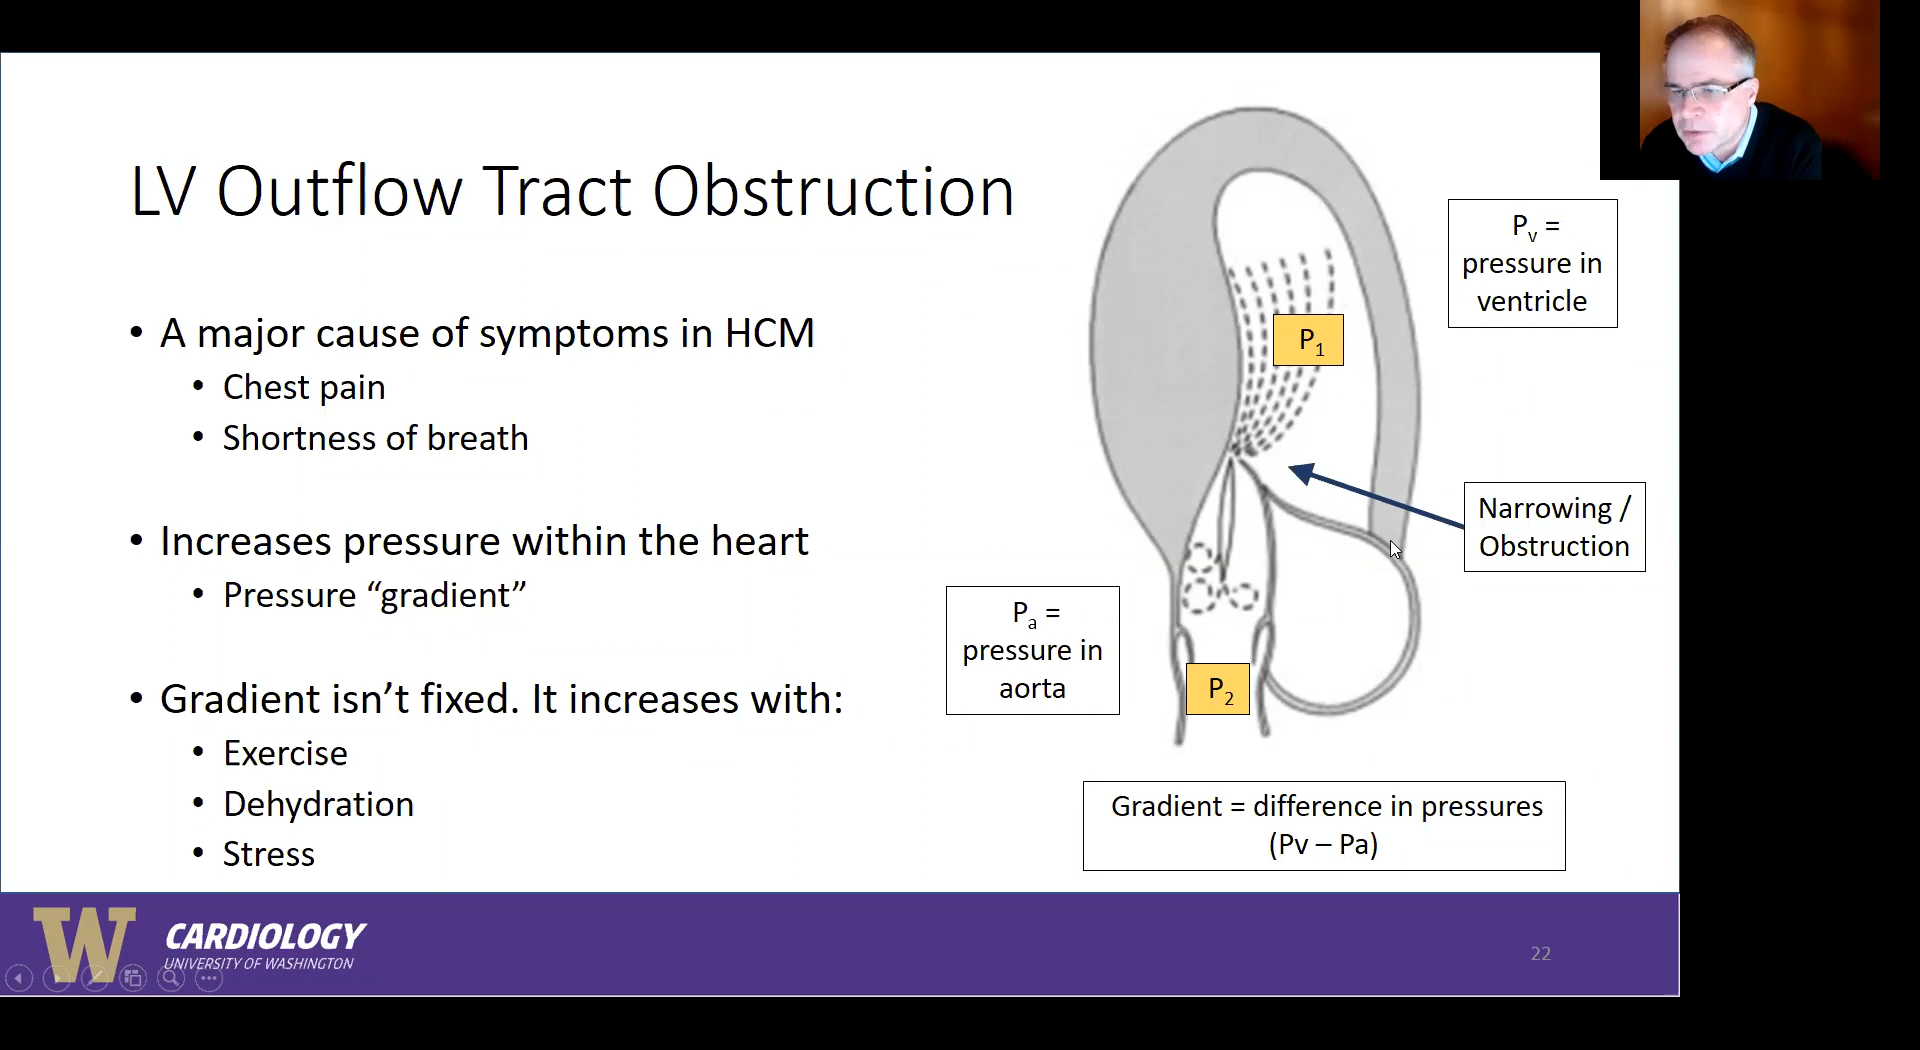 LV Outflow Tract Obstruction
• A major cause of symptoms in HCM
• Chest pain
• Shortness of breath
• Increases pressure within the heart
• Pressure “gradient”
• Gradient isn’t fixed. It increases with:
• Exercise
• Dehydration
• Stress
Pv =
pressure in
ventricle
P1
Narrowing /
Obstruction
Pa =
pressure in
aorta
P2
Gradient = difference in pressures
(Pv – Pa)
W
CARDIOLOGY
UNIVERSITY OF WASHINGTON
22